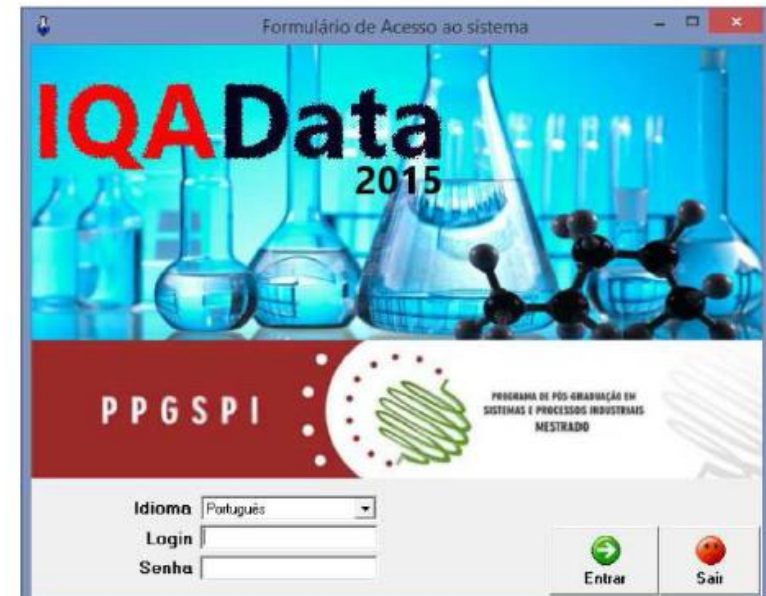 Formulário de Acesso ao sistema
IQAData
2015
PPGSPI
PROGRAMA DE PÓS-GRADUAÇÃO EM
SISTEMAS E PROCESSOS INDUSTRIAIS
MESTRADO
Idioma Português
Login
Senha
Entrar
Sair